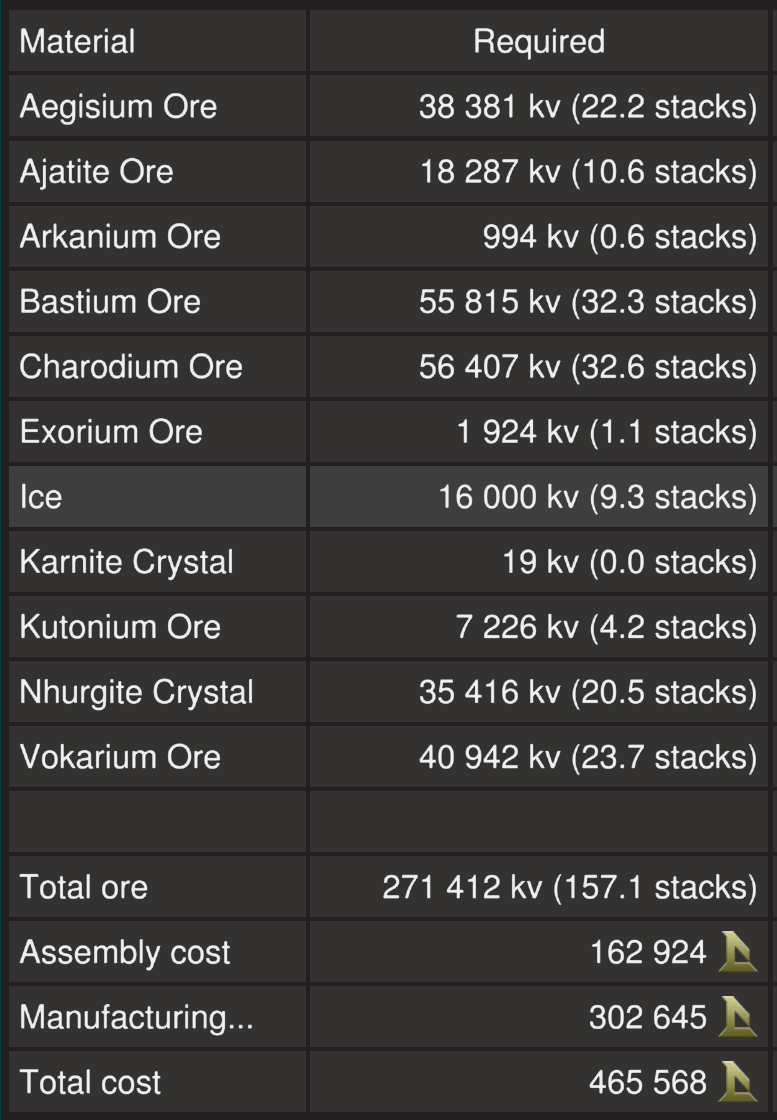 Material Required
Aegisium Ore 38 381 kv (22.2 stacks)
Ajatite Ore 18 287 kv (10.6 stacks)
Arkanium Ore 994 kv (0.6 stacks)
Bastium Ore 55 815 kv (32.3 stacks)
Charodium Ore 56 407 kv (32.6 stacks)
Exorium Ore 1 924 kv (1.1 stacks)
Ice 16 000 kv (9.3 stacks)
Karnite Crystal 19 kv (0.0 stacks)
Kutonium Ore 7 226 kv (4.2 stacks)
Nhurgite Crystal 35 416 kv (20.5 stacks)
Vokarium Ore 40 942 kv (23.7 stacks)
Total ore 271 412 kv (157.1 stacks)
Assembly cost 162 924
Manufacturing... 302 645
Total cost 465 568